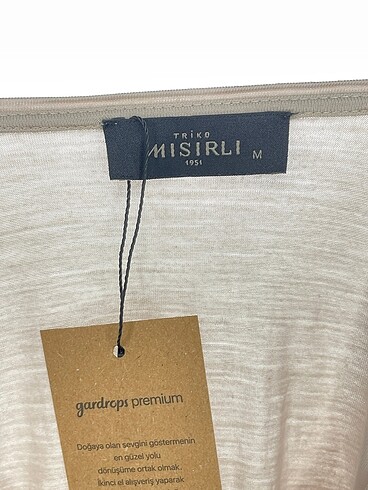 TRİKO
MISIRLI M
1951
gardrops premium
Doğaya olan sevgini göstermenin
en güzel yolu
dönüşüme ortak olmak.
İkinci el alışveriş yaparak